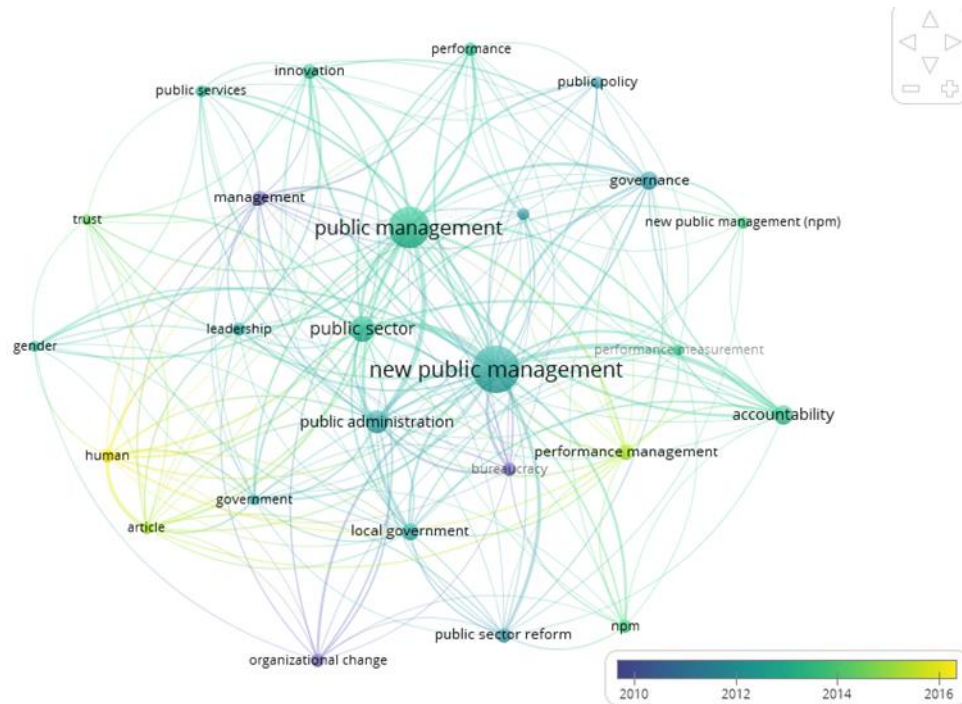 performance
innovation
public policy
public services
governance
management
trust
new public management (npm)
public management
leadership
public sector
gender
performance measurement
new public management
accountability
public administration
performance management
human
bureaucracy
government
article
local government
npm
public sector reform
organizational change
2010 2012 2014 2016